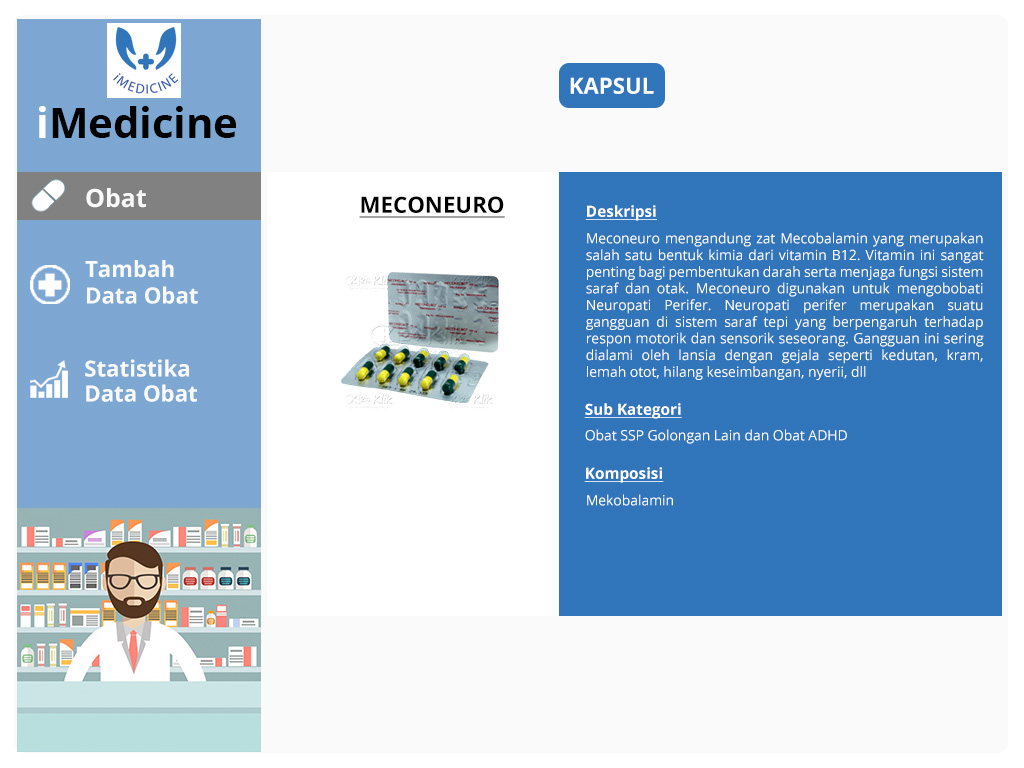 iMEDICINE
iMedicine
KAPSUL
Obat
Tambah
Data Obat
Statistika
Data Obat
MECONEURO
Deskripsi
Meconeuro mengandung zat Mecobalamin yang merupakan
salah satu bentuk kimia dari vitamin B12. Vitamin ini sangat
penting bagi pembentukan darah serta menjaga fungsi sistem
saraf dan otak. Meconeuro digunakan untuk mengobobati
Neuropati Perifer. Neuropati perifer merupakan suatu
gangguan di sistem saraf tepi yang berpengaruh terhadap
respon motorik dan sensorik seseorang. Gangguan ini sering
dialami oleh lansia dengan gejala seperti kedutan, kram,
lemah otot, hilang keseimbangan, nyerii, dll
Sub Kategori
Obat SSP Golongan Lain dan Obat ADHD
Komposisi
Mekobalamin